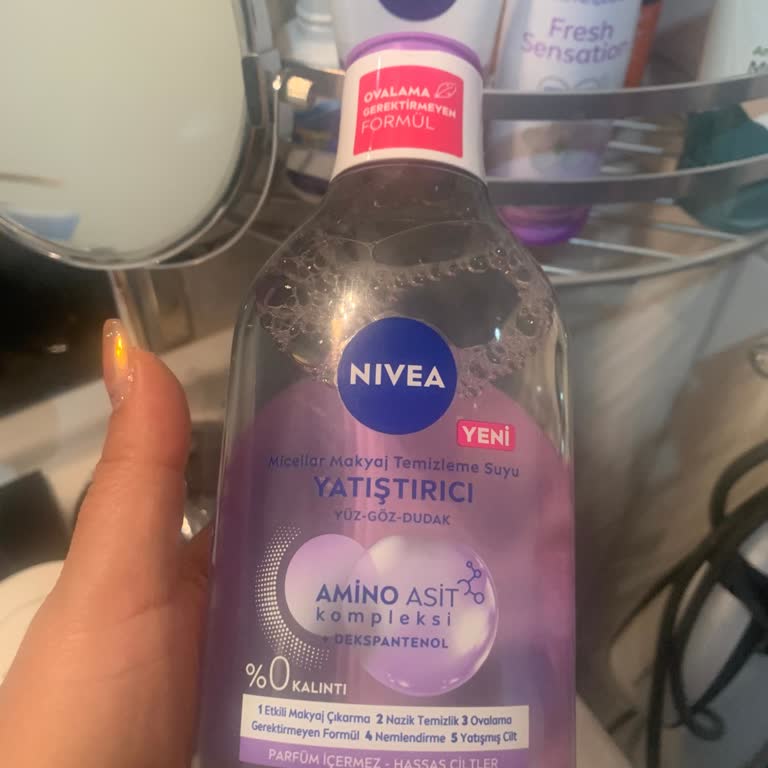 Fresh
Sensation
OVALAMA
GEREKTİRMEYEN
FORMÜL
NIVEA
YENİ
Micellar Makyaj Temizleme Suyu
YATIŞTIRICI
YÜZ-GÖZ-DUDAK
AMİNO ASİT
kompleksi
+ DEKSPANTENOL
%0 KALINTI
1 Etkili Makyaj Çıkarma 2 Nazik Temizlik 3 Ovalama
Gerektirmeyen Formül 4 Nemlendirme 5 Yatışmış Cilt
PARFÜM İÇERMEZ - HASSAS CİLTLER